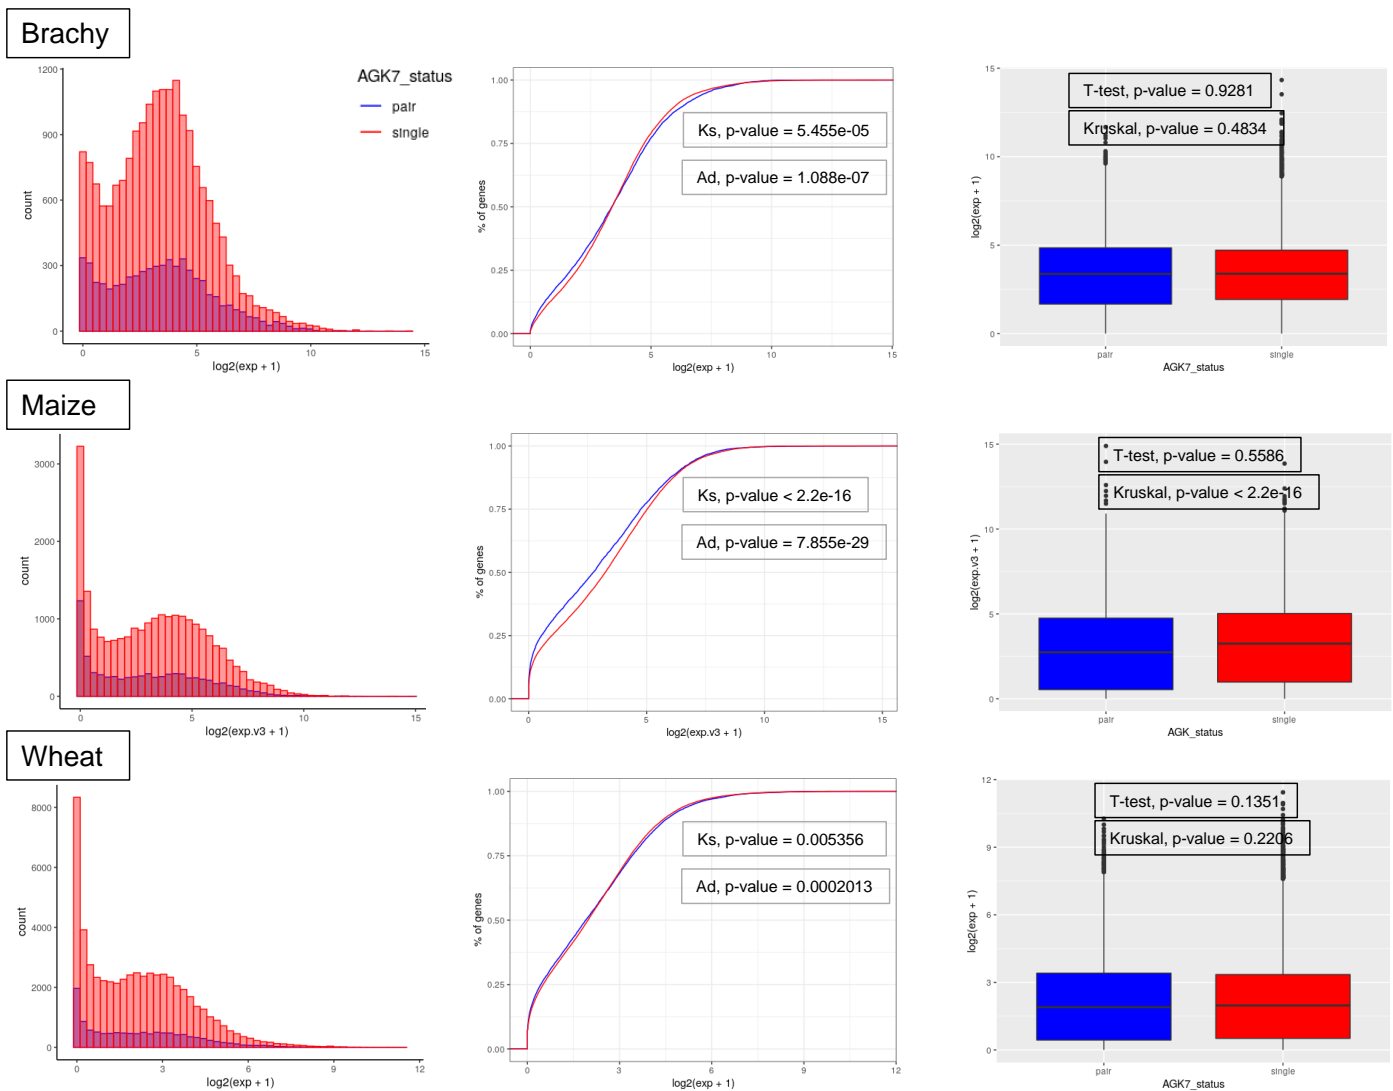 Brachy
1200
900
600
300
0
count
0
5
10
15
log2(exp + 1)
AGK7_status
pair
single
1.00
0.75
0.50
0.25
0.00
% of genes
Ks, p-value = 5.455e-05
Ad, p-value = 1.088e-07
0
5
10
15
log2(exp + 1)
15
10
5
0
log2(exp + 1)
T-test, p-value = 0.9281
Kruskal, p-value = 0.4834
pair
single
AGK7_status
Maize
3000
2000
1000
0
count
0
5
10
15
log2(exp.v3 + 1)
1.00
0.75
0.50
0.25
0.00
% of genes
Ks, p-value < 2.2e-16
Ad, p-value = 7.855e-29
0
5
10
15
log2(exp.v3 + 1)
15
10
5
0
log2(exp.v3 + 1)
T-test, p-value = 0.5586
Kruskal, p-value < 2.2e-16
pair
single
AGK_status
Wheat
8000
6000
4000
2000
0
count
0
3
6
9
12
log2(exp + 1)
1.00
0.75
0.50
0.25
0.00
% of genes
Ks, p-value = 0.005356
Ad, p-value = 0.0002013
0
3
6
9
12
log2(exp + 1)
12
9
6
3
0
log2(exp + 1)
T-test, p-value = 0.1351
Kruskal, p-value = 0.2206
pair
single
AGK7_status